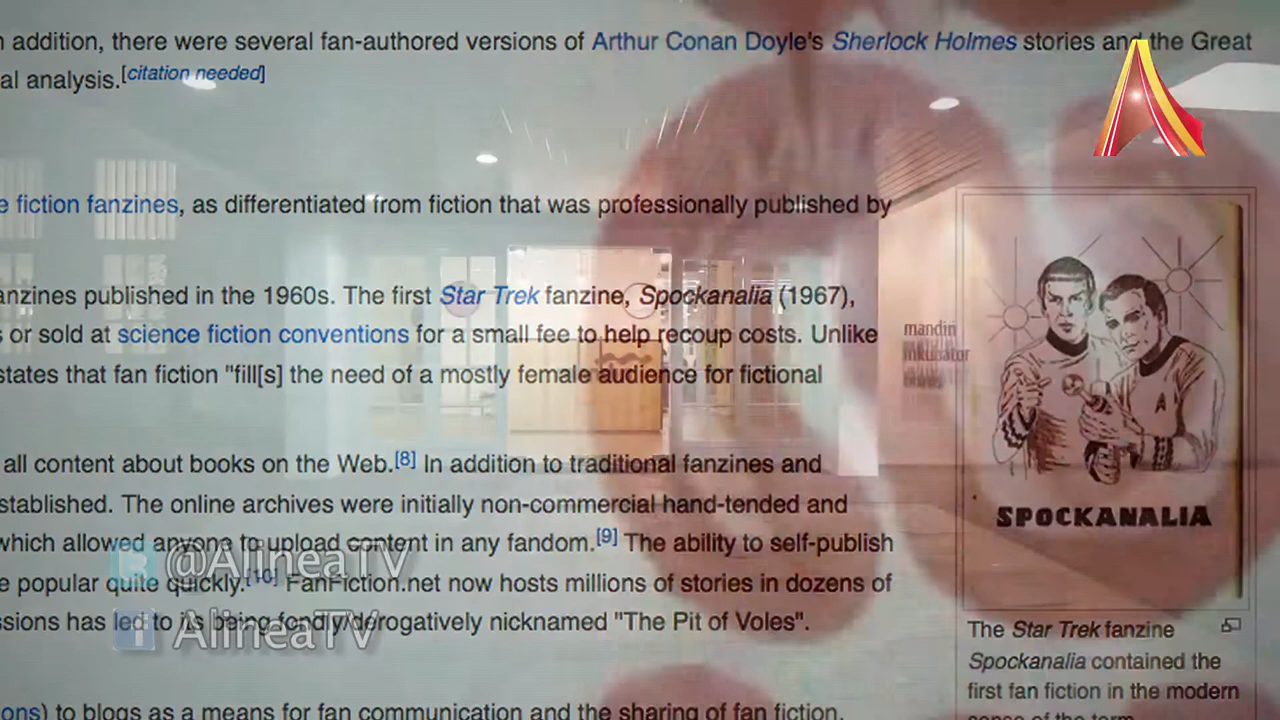 n addition, there were several fan-authored versions of Arthur Conan Doyle's Sherlock Holmes stories and the Great
al analysis.[citation needed]
e fiction fanzines, as differentiated from fiction that was professionally published by
anzines published in the 1960s. The first Star Trek fanzine, Spockanalia (1967),
s or sold at science fiction conventions for a small fee to help recoup costs. Unlike
states that fan fiction "fill[s] the need of a mostly female audience for fictional
all content about books on the Web.[8] In addition to traditional fanzines and
stablished. The online archives were initially non-commercial hand-tended and
which allowed anyone to upload content in any fandom.[9] The ability to self-publish
e popular quite quickly.[10] FanFiction.net now hosts millions of stories in dozens of
ssions has led to its being fondly/derogatively nicknamed "The Pit of Voles".
ons) to blogs as a means for fan communication and the sharing of fan fiction.
mandiri
inkubator
SPOCKANALIA
The Star Trek fanzine
Spockanalia contained the
first fan fiction in the modern
sense of the term
@AlineaTV
AlineaTV